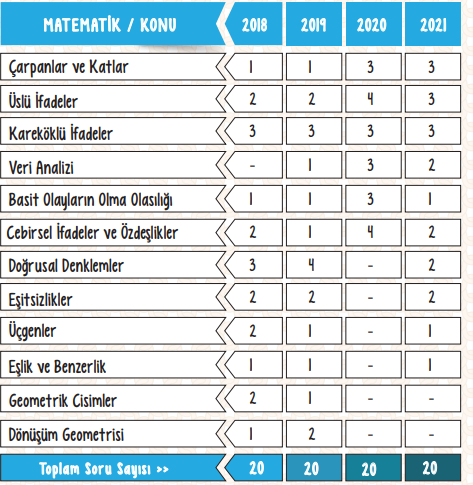 MATEMATİK / KONU 2018 2019 2020 2021
Çarpanlar ve Katlar 1 1 3 3
Üslü İfadeler 2 2 4 3
Kareköklü İfadeler 3 3 3 3
Veri Analizi - 1 3 2
Basit Olayların Olma Olasılığı 1 1 3 1
Cebirsel İfadeler ve Özdeşlikler 2 1 4 2
Doğrusal Denklemler 3 4 - 2
Eşitsizlikler 2 2 - 2
Üçgenler 2 1 - 1
Eşlik ve Benzerlik 1 1 - 1
Geometrik Cisimler 2 1 - -
Dönüşüm Geometrisi 1 2 - -
Toplam Soru Sayısı >> 20 20 20 20